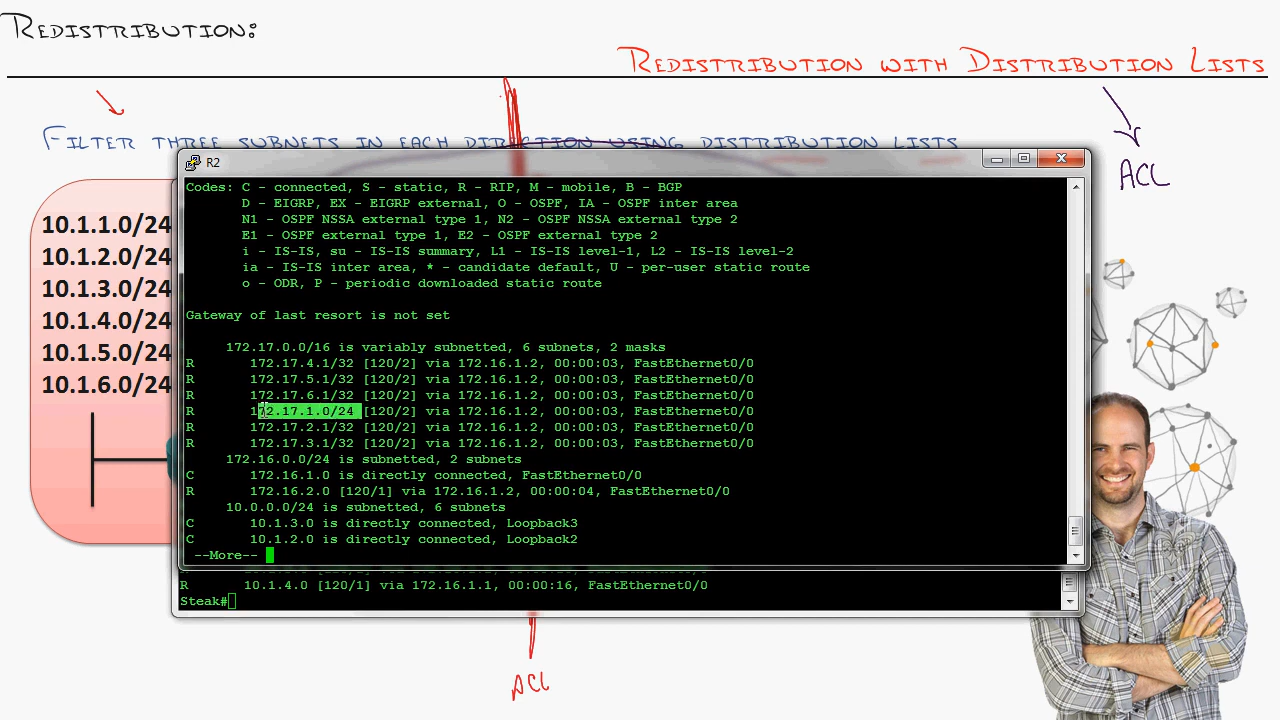 REDISTRIBUTION:
REDISTRIBUTION WITH DISTRIBUTION LISTS
FILTER THREE SUBNETS IN EACH DIRECTION USING DISTRIBUTION LISTS
ACL
10.1.1.0/24
10.1.2.0/24
10.1.3.0/24
10.1.4.0/24
10.1.5.0/24
10.1.6.0/24
R2
Codes: C - connected, S - static, R - RIP, M - mobile, B - BGP
D - EIGRP, EX - EIGRP external, O - OSPF, IA - OSPF inter area
N1 - OSPF NSSA external type 1, N2 - OSPF NSSA external type 2
E1 - OSPF external type 1, E2 - OSPF external type 2
i - IS-IS, su - IS-IS summary, L1 - IS-IS level-1, L2 - IS-IS level-2
ia - IS-IS inter area, * - candidate default, U - per-user static route
o - ODR, P - periodic downloaded static route
Gateway of last resort is not set
172.17.0.0/16 is variably subnetted, 6 subnets, 2 masks
R 172.17.4.1/32 [120/2] via 172.16.1.2, 00:00:03, FastEthernet0/0
R 172.17.5.1/32 [120/2] via 172.16.1.2, 00:00:03, FastEthernet0/0
R 172.17.6.1/32 [120/2] via 172.16.1.2, 00:00:03, FastEthernet0/0
R 172.17.1.0/24 [120/2] via 172.16.1.2, 00:00:03, FastEthernet0/0
R 172.17.2.1/32 [120/2] via 172.16.1.2, 00:00:03, FastEthernet0/0
R 172.17.3.1/32 [120/2] via 172.16.1.2, 00:00:03, FastEthernet0/0
172.16.0.0/24 is subnetted, 2 subnets
C 172.16.1.0 is directly connected, FastEthernet0/0
R 172.16.2.0 [120/1] via 172.16.1.2, 00:00:04, FastEthernet0/0
10.0.0.0/24 is subnetted, 6 subnets
C 10.1.3.0 is directly connected, Loopback3
C 10.1.2.0 is directly connected, Loopback2
--More--
R 10.1.4.0 [120/1] via 172.16.1.1, 00:00:16, FastEthernet0/0
Steak#
ACL